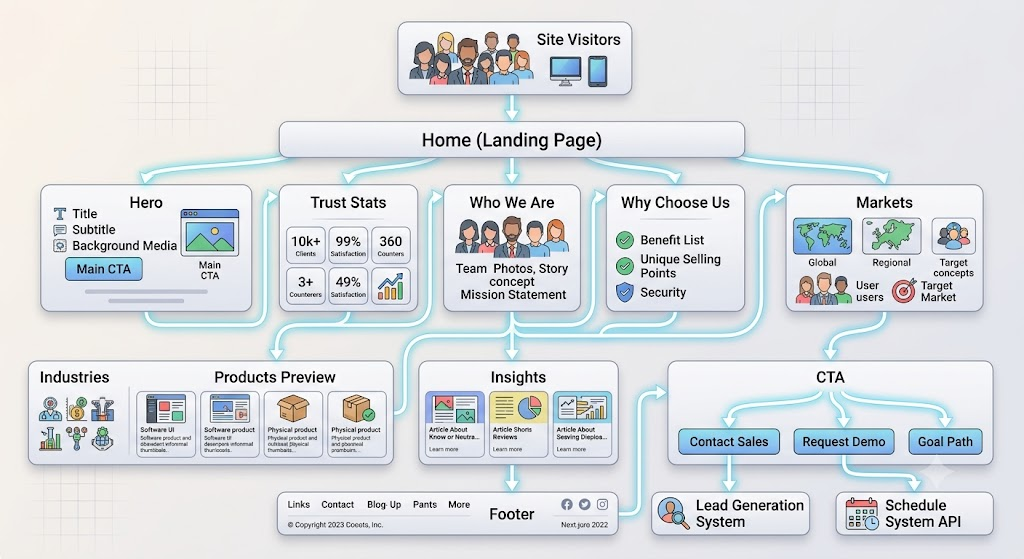 Site Visitors
Home (Landing Page)
Hero
Title
Subtitle
Background Media
Main CTA
Main
CTA
Trust Stats
10k+
Clients
99%
Satisfaction
360
Counters
3+
Counterers
49%
Satisfaction
Who We Are
Team Photos, Story
concept
Mission Statement
Why Choose Us
Benefit List
Unique Selling
Points
Security
Markets
Global
Regional
Target
concepts
User
users
Target
Market
Industries
Products Preview
Software UI
Software product and
Software product
Physical product
Physical product
Insights
Article About
Know or Neutra...
Learn more
Article Shorts
Reviews
Learn more
Article About
Learn more
CTA
Contact Sales
Request Demo
Goal Path
Links Contact Blog Up Pants More
© Copyright 2023 Cooots, Inc.
Footer
Next.joro 2022
Lead Generation
System
Schedule
System API